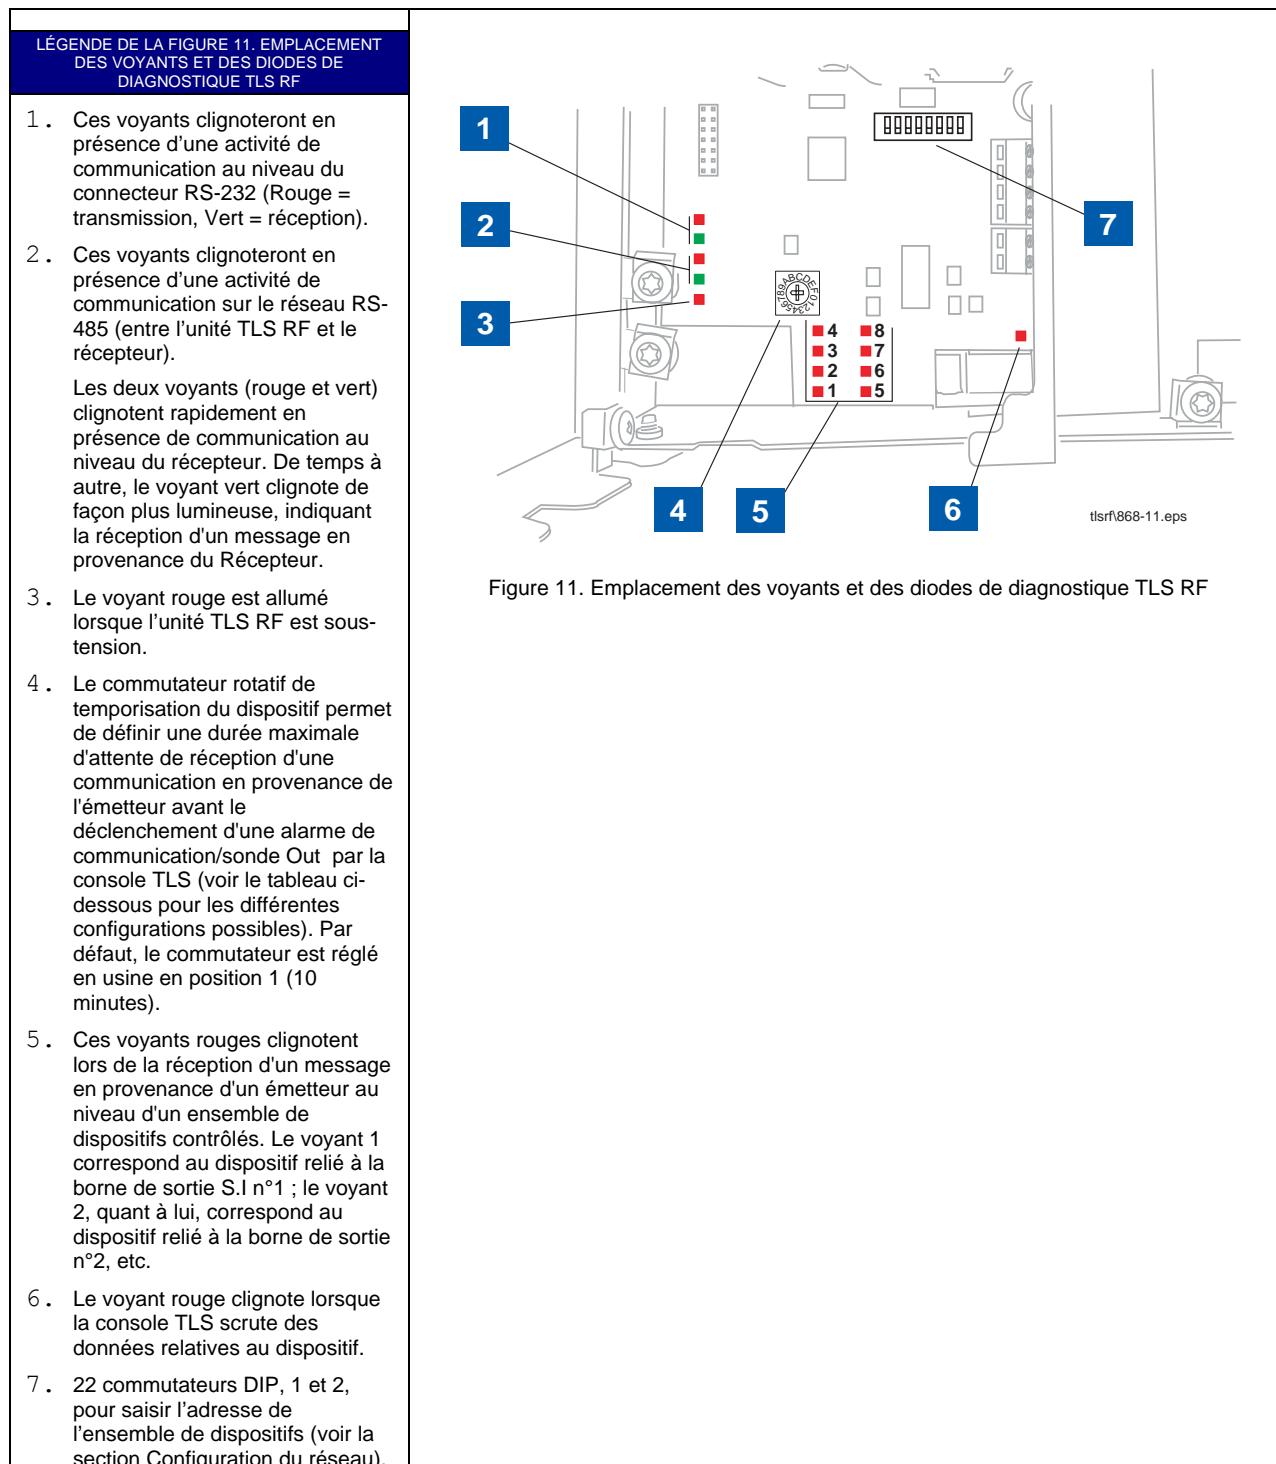 LÉGENDE DE LA FIGURE 11. EMPLACEMENT
DES VOYANTS ET DES DIODES DE
DIAGNOSTIQUE TLS RF
1. Ces voyants clignoteront en
présence d’une activité de
communication au niveau du
connecteur RS-232 (Rouge =
transmission, Vert = réception).
2. Ces voyants clignoteront en
présence d’une activité de
communication sur le réseau RS-
485 (entre l’unité TLS RF et le
récepteur).
Les deux voyants (rouge et vert)
clignotent rapidement en
présence de communication au
niveau du récepteur. De temps à
autre, le voyant vert clignote de
façon plus lumineuse, indiquant
la réception d'un message en
provenance du Récepteur.
3. Le voyant rouge est allumé
lorsque l’unité TLS RF est sous-
tension.
4. Le commutateur rotatif de
temporisation du dispositif permet
de définir une durée maximale
d'attente de réception d'une
communication en provenance de
l'émetteur avant le
déclenchement d'une alarme de
communication/sonde Out par la
console TLS (voir le tableau ci-
dessous pour les différentes
configurations possibles). Par
défaut, le commutateur est réglé
en usine en position 1 (10
minutes).
5. Ces voyants rouges clignotent
lors de la réception d'un message
en provenance d'un émetteur au
niveau d'un ensemble de
dispositifs contrôlés. Le voyant 1
correspond au dispositif relié à la
borne de sortie S.I n°1 ; le voyant
2, quant à lui, correspond au
dispositif relié à la borne de sortie
n°2, etc.
6. Le voyant rouge clignote lorsque
la console TLS scrute des
données relatives au dispositif.
7. 22 commutateurs DIP, 1 et 2,
pour saisir l’adresse de
l’ensemble de dispositifs (voir la
section Configuration du réseau).
1
2
3
7
0123456789ABCDEF
4 8
3 7
2 6
1 5
4
5
6
tlsrf\868-11.eps
Figure 11. Emplacement des voyants et des diodes de diagnostique TLS RF